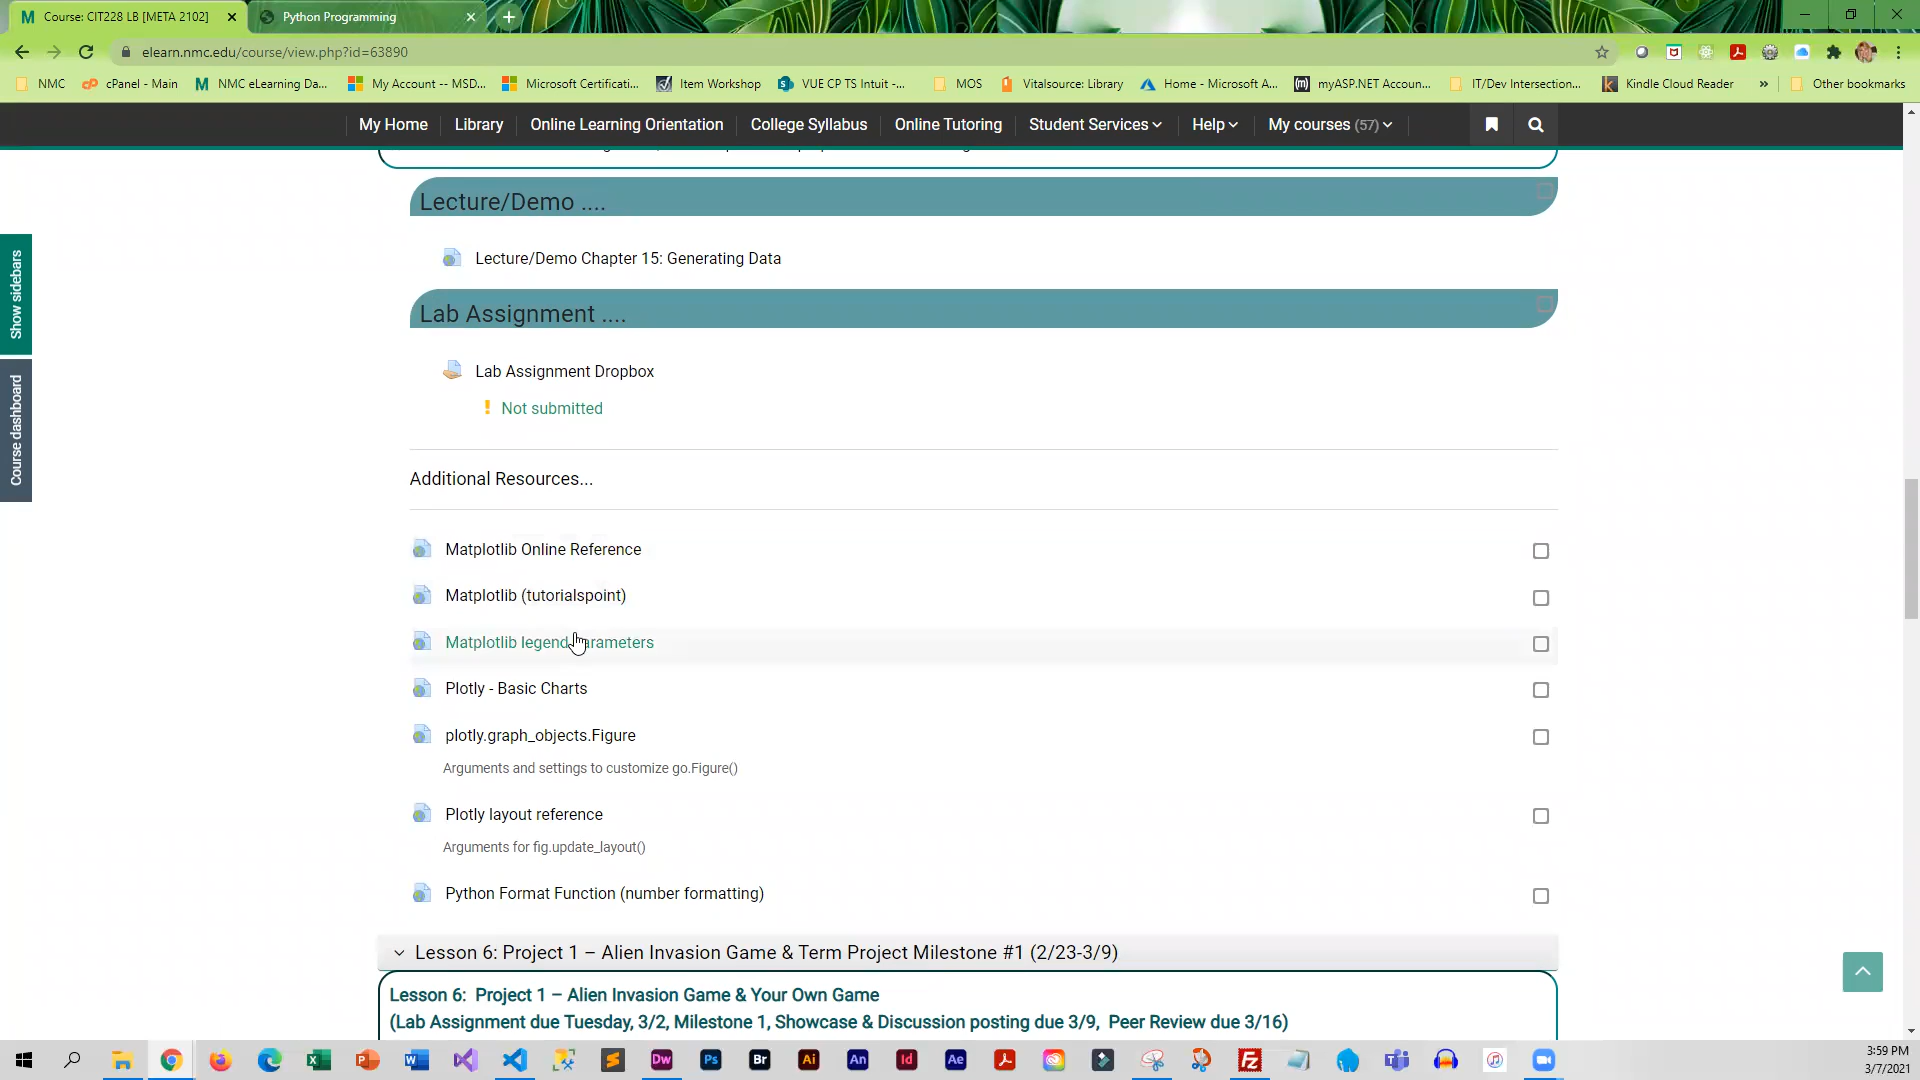 Course: CIT228 LB [META 2102]
Python Programming
elearn.nmc.edu/course/view.php?id=63890
NMC
cPanel - Main
NMC eLearning Da...
My Account -- MSD...
Microsoft Certificati...
Item Workshop
VUE CP TS Intuit -...
MOS
Vitalsource: Library
Home - Microsoft A...
myASP.NET Accoun...
IT/Dev Intersection...
Kindle Cloud Reader
»
Other bookmarks
My Home
Library
Online Learning Orientation
College Syllabus
Online Tutoring
Student Services
Help
My courses (57)
Show sidebars
Course dashboard
Lecture/Demo ....
Lecture/Demo Chapter 15: Generating Data
Lab Assignment ....
Lab Assignment Dropbox
! Not submitted
Additional Resources...
Matplotlib Online Reference
Matplotlib (tutorialspoint)
Matplotlib legend arameters
Plotly - Basic Charts
plotly.graph_objects.Figure
Arguments and settings to customize go.Figure()
Plotly layout reference
Arguments for fig.update_layout()
Python Format Function (number formatting)
Lesson 6: Project 1 – Alien Invasion Game & Term Project Milestone #1 (2/23-3/9)
Lesson 6:  Project 1 – Alien Invasion Game & Your Own Game
(Lab Assignment due Tuesday, 3/2, Milestone 1, Showcase & Discussion posting due 3/9,  Peer Review due 3/16)
3:59 PM
3/7/2021